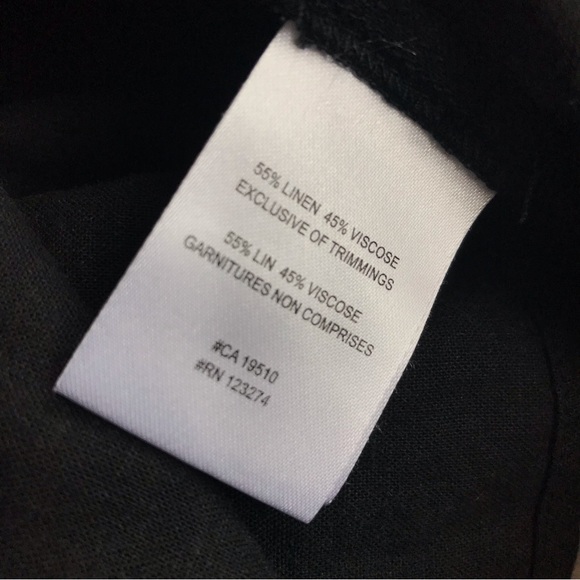 55% LINEN 45% VISCOSE
EXCLUSIVE OF TRIMMINGS
55% LIN 45% VISCOSE
GARNITURES NON COMPRISES
#CA 19510
#RN 123274